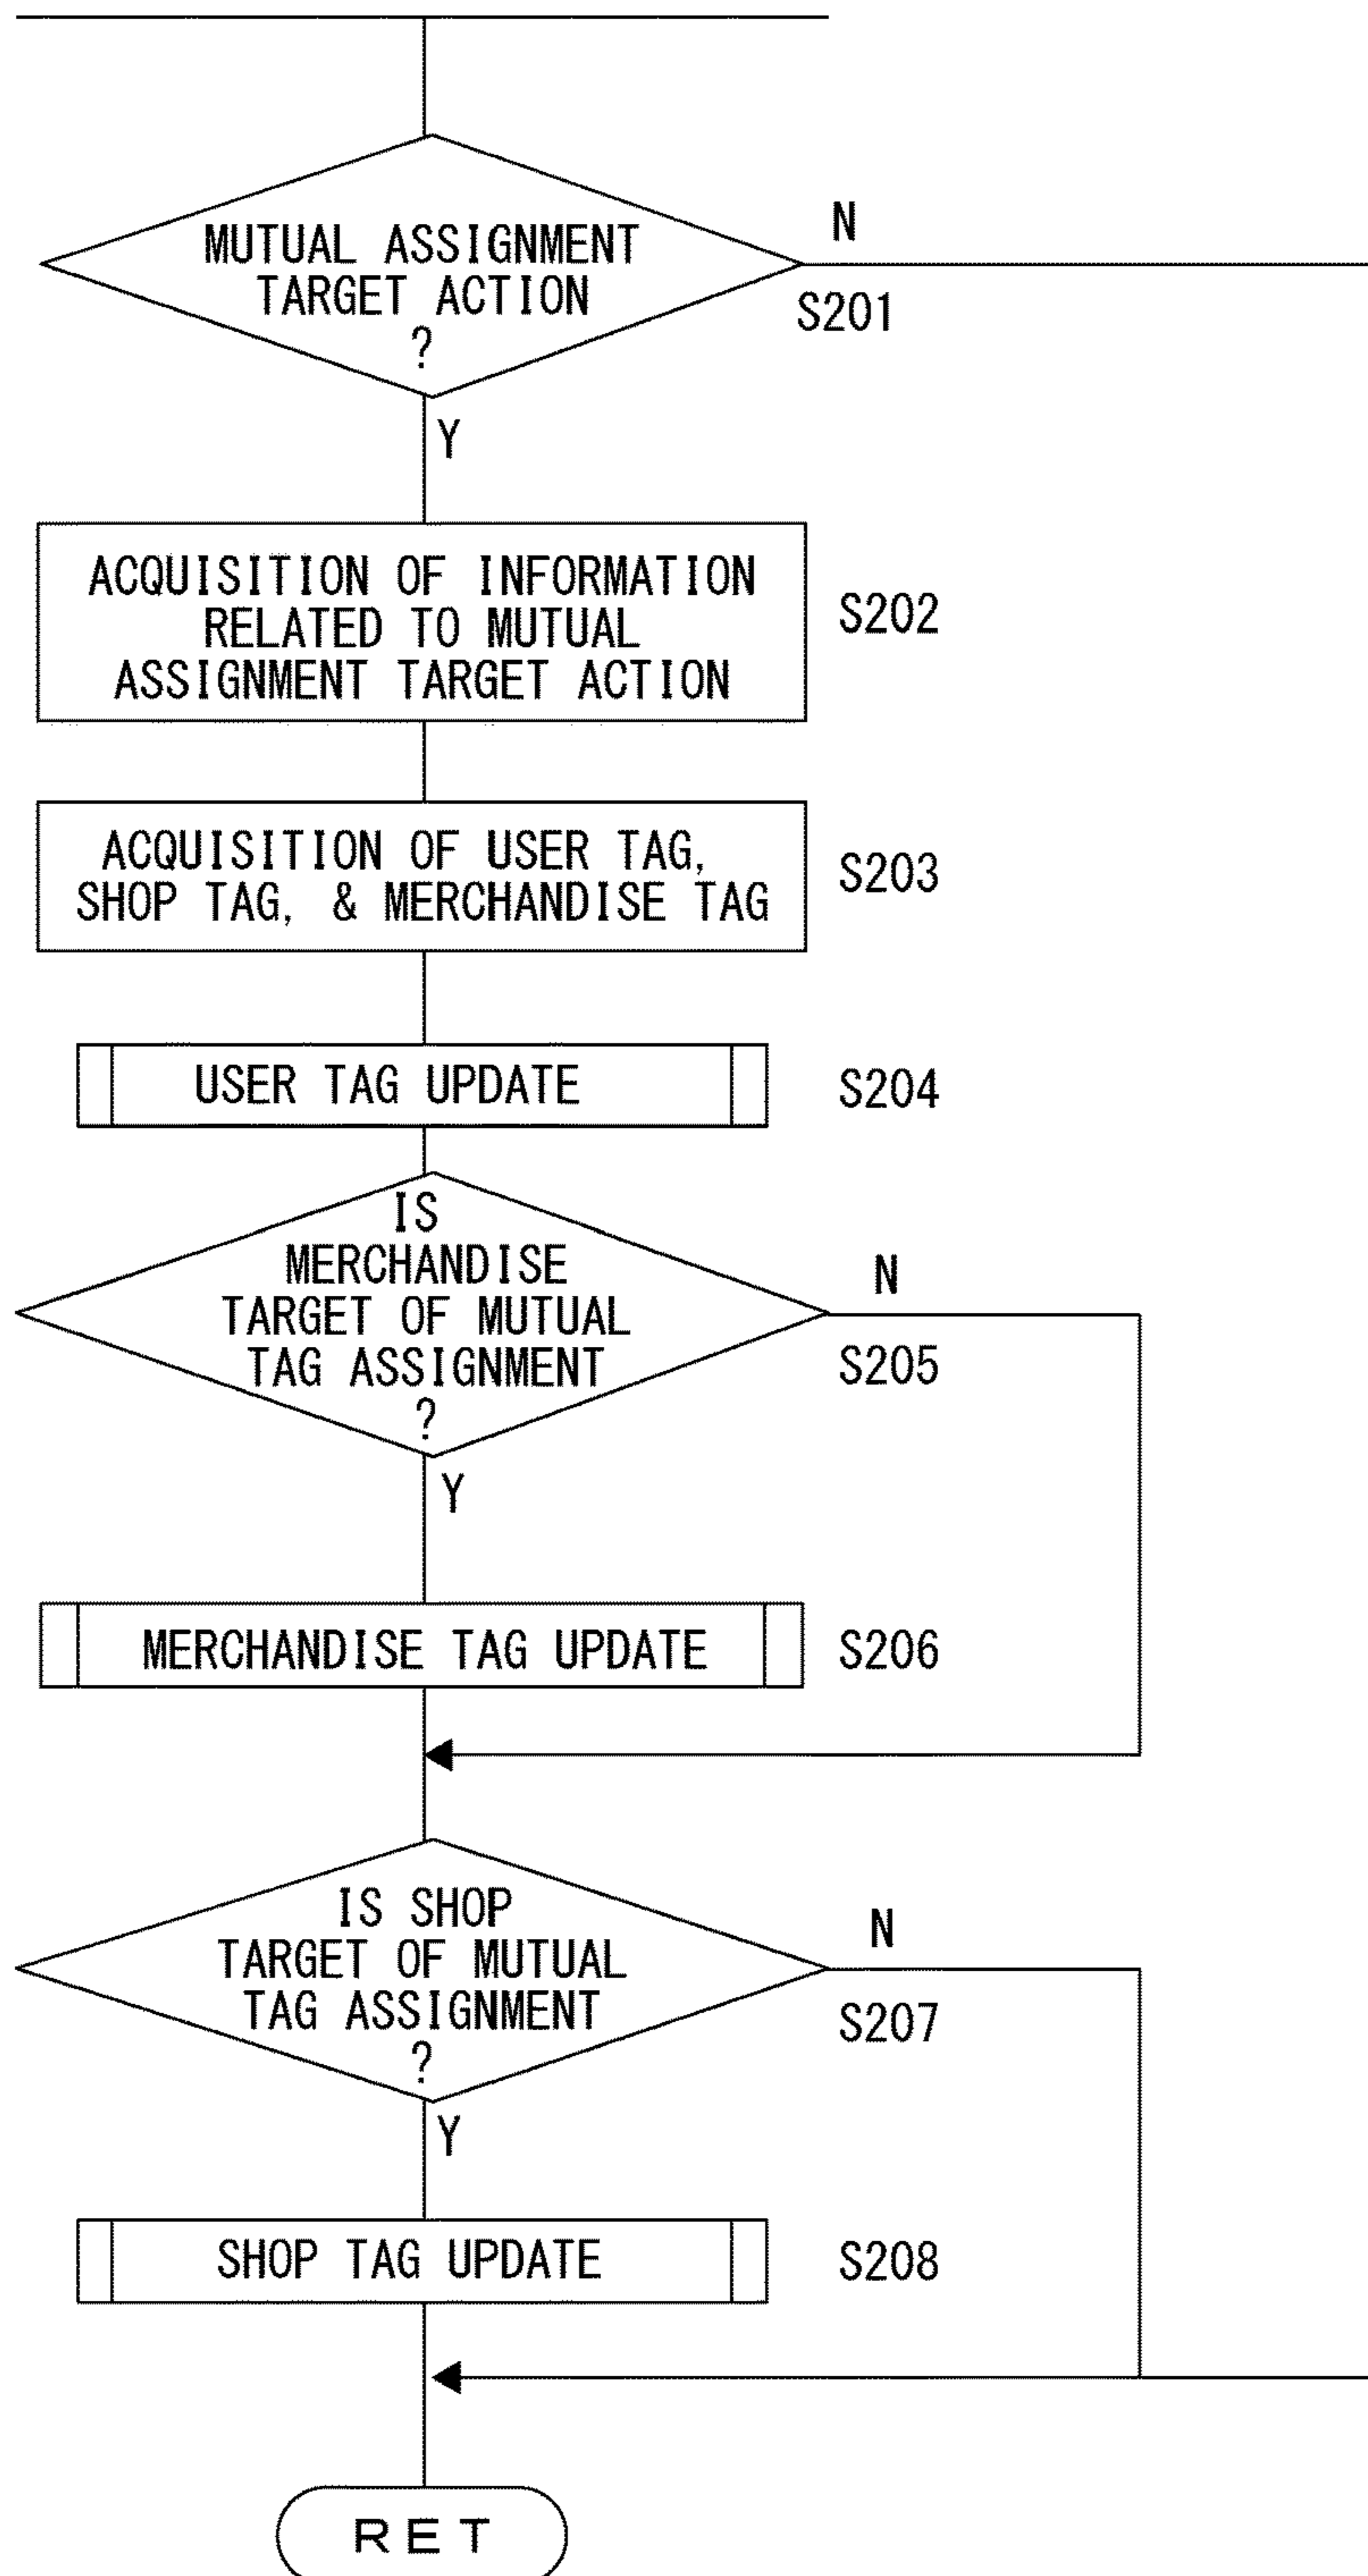 MUTUAL ASSIGNMENT
TARGET ACTION
?
N
S201
Y
ACQUISITION OF INFORMATION
RELATED TO MUTUAL
ASSIGNMENT TARGET ACTION
S202
ACQUISITION OF USER TAG,
SHOP TAG, & MERCHANDISE TAG
S203
USER TAG UPDATE
S204
IS
MERCHANDISE
TARGET OF MUTUAL
TAG ASSIGNMENT
?
N
S205
Y
MERCHANDISE TAG UPDATE
S206
IS SHOP
TARGET OF MUTUAL
TAG ASSIGNMENT
?
N
S207
Y
SHOP TAG UPDATE
S208
RET